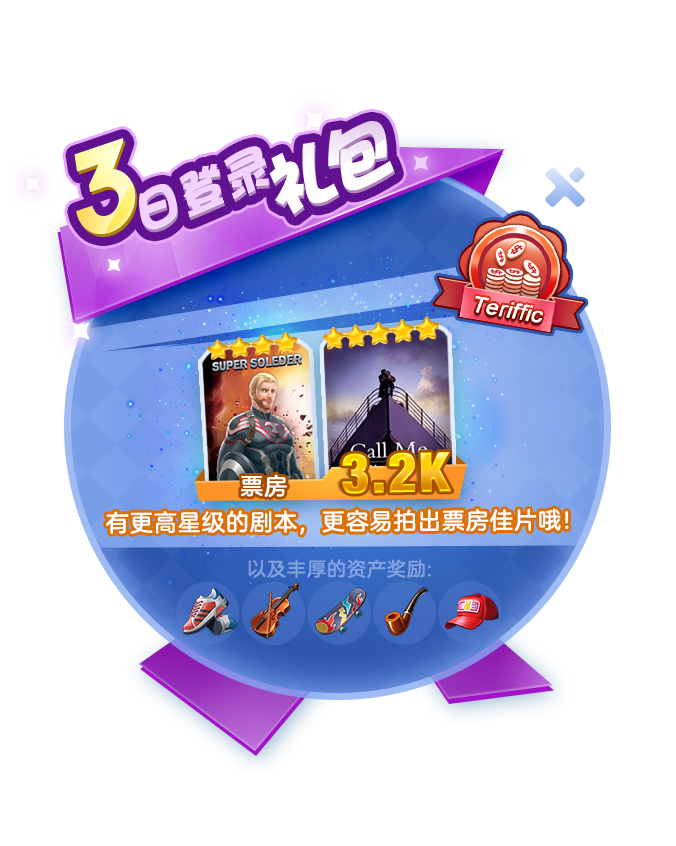 3日登录礼包
Teriffic
SUPER SOLEDER
Call Me
票房
3.2K
有更高星级的剧本，更容易拍出票房佳片哦！
以及丰厚的资产奖励: